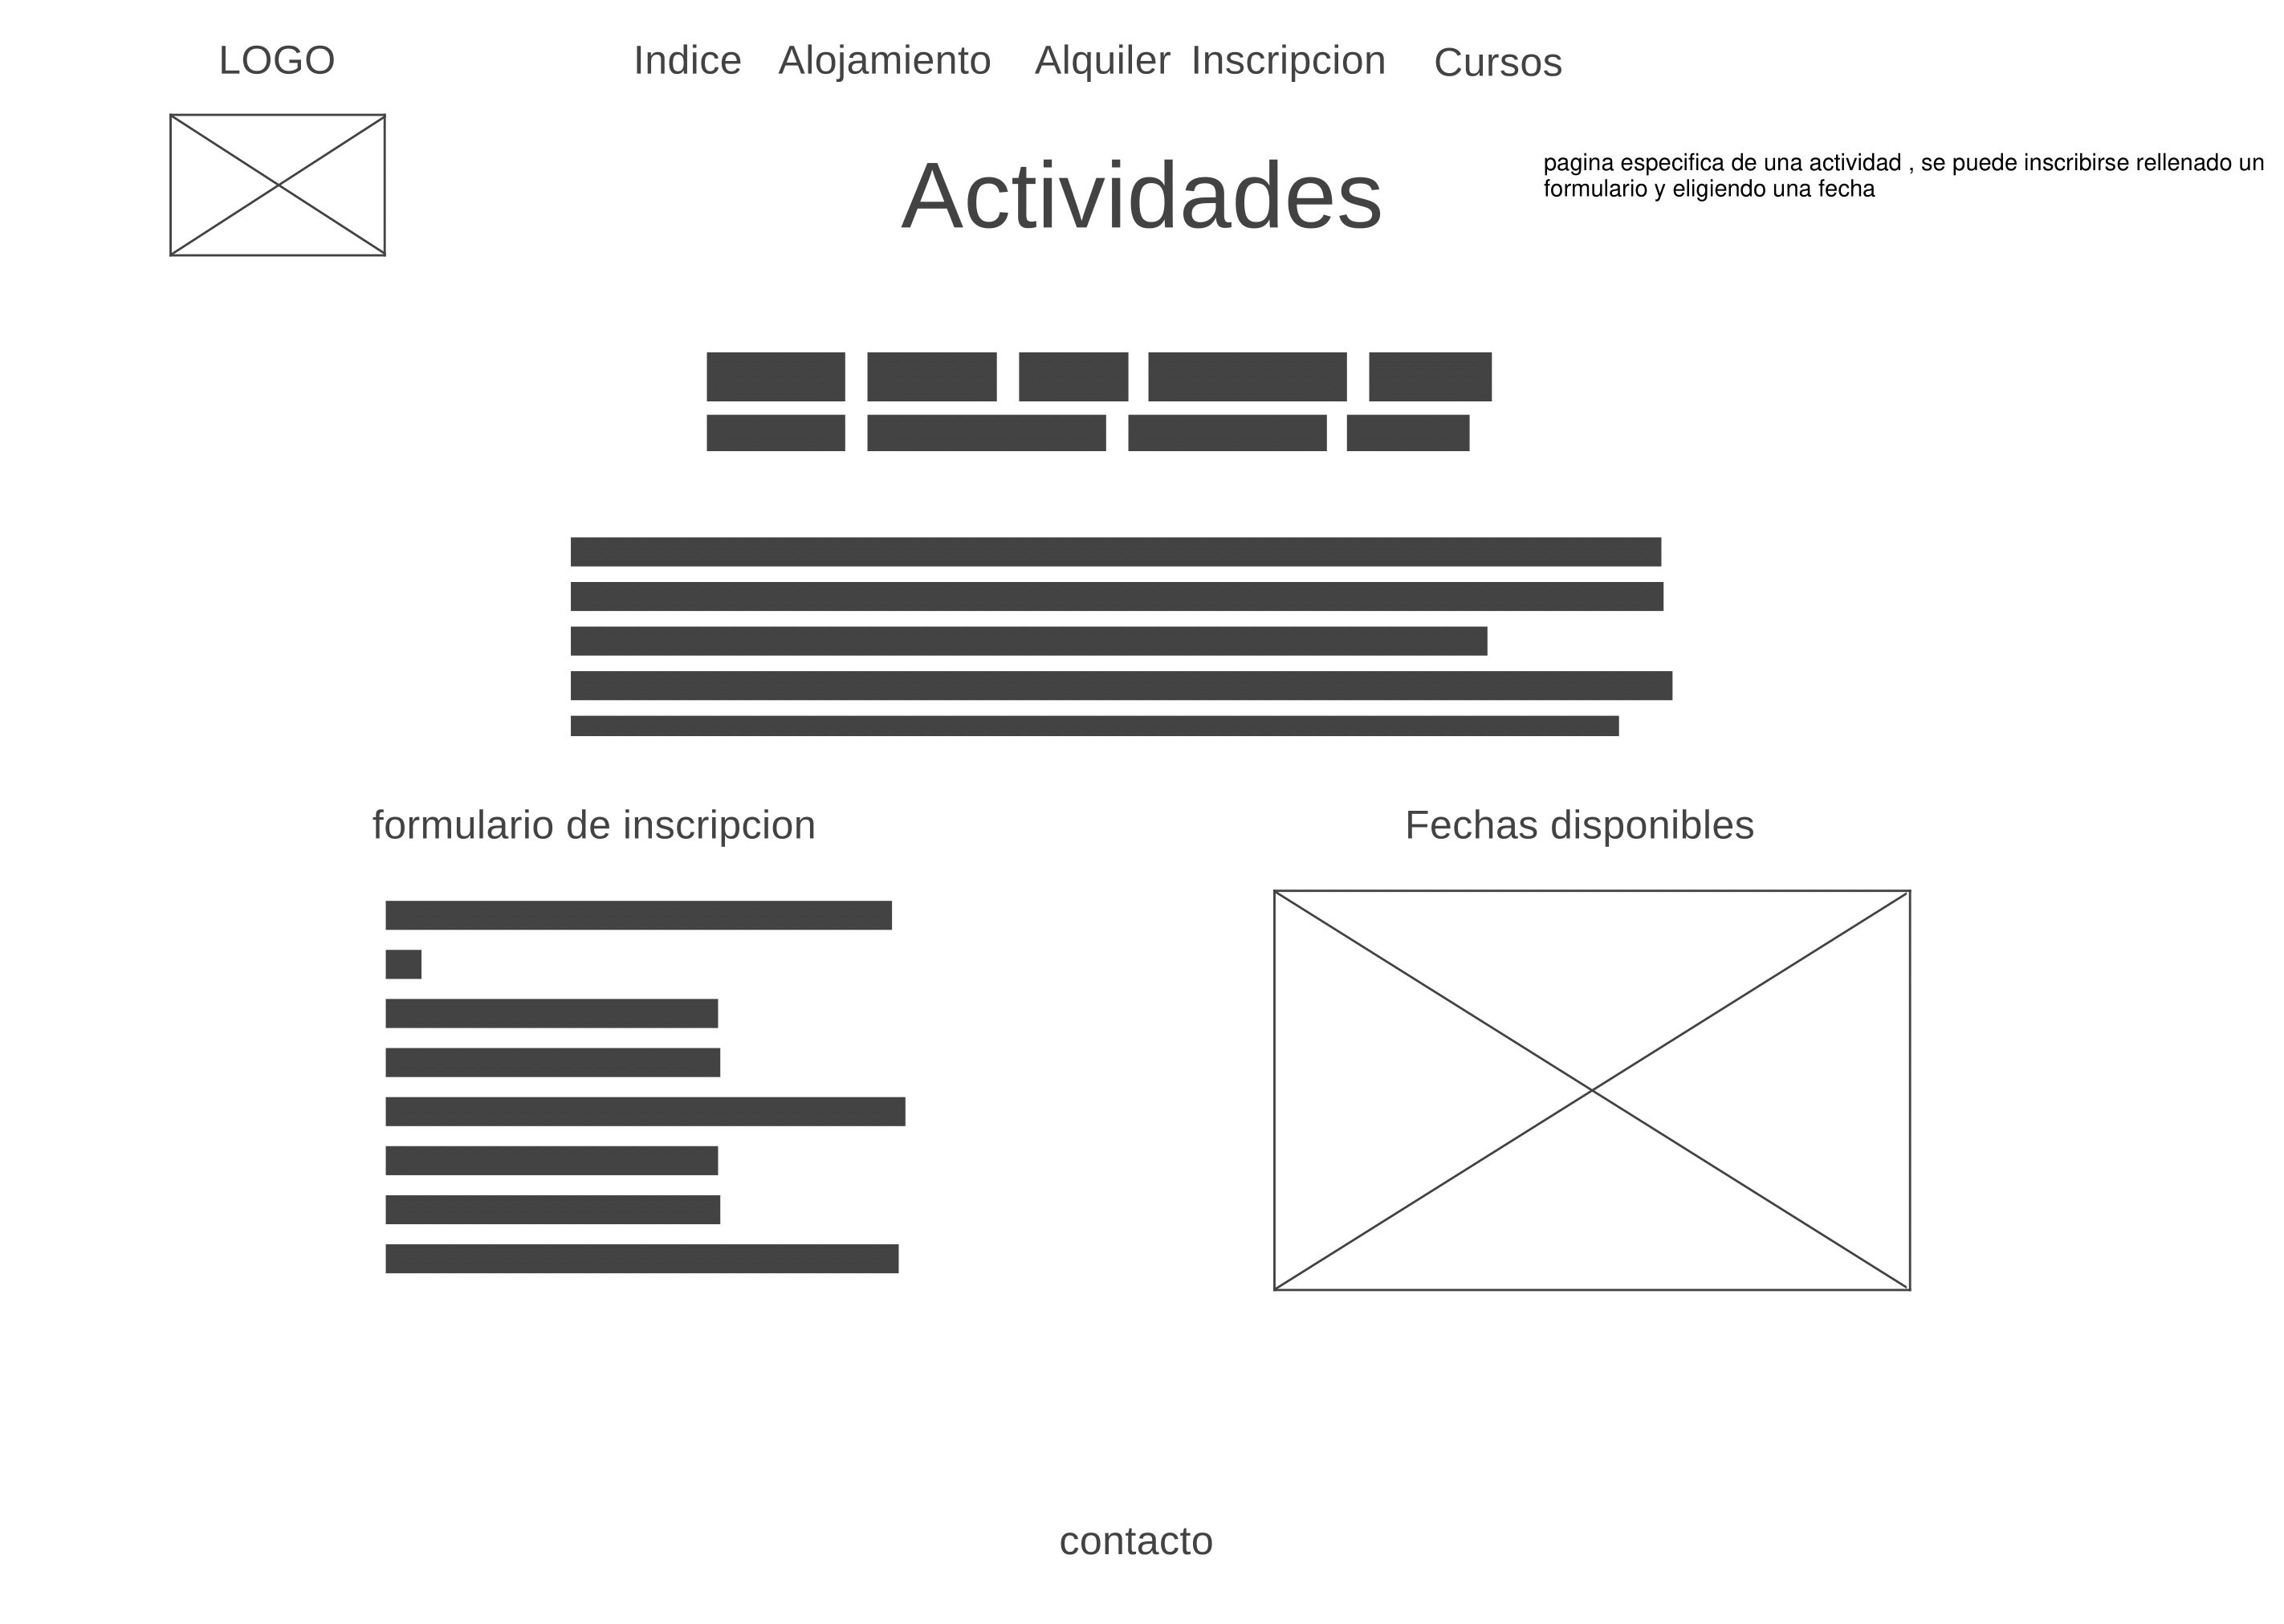 LOGO
Indice Alojamiento Alquiler Inscripcion Cursos
Actividades
pagina especifica de una actividad , se puede inscribirse rellenado un
formulario y eligiendo una fecha
formulario de inscripcion
Fechas disponibles
contacto